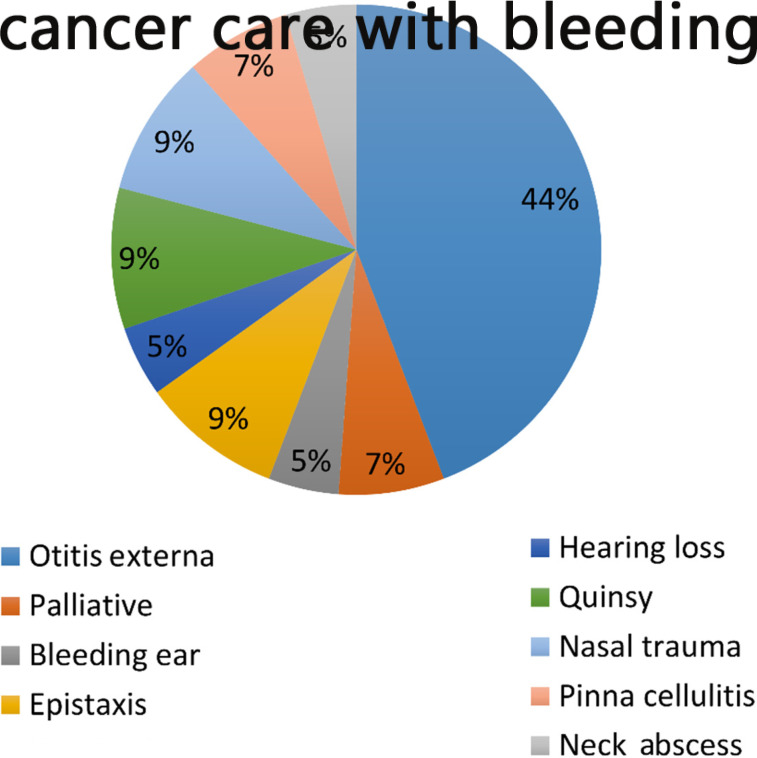 cancer care with bleeding
5%
7%
9%
44%
9%
5%
9%
5%
7%
Otitis externa
Palliative
Bleeding ear
Epistaxis
Hearing loss
Quinsy
Nasal trauma
Pinna cellulitis
Neck abscess